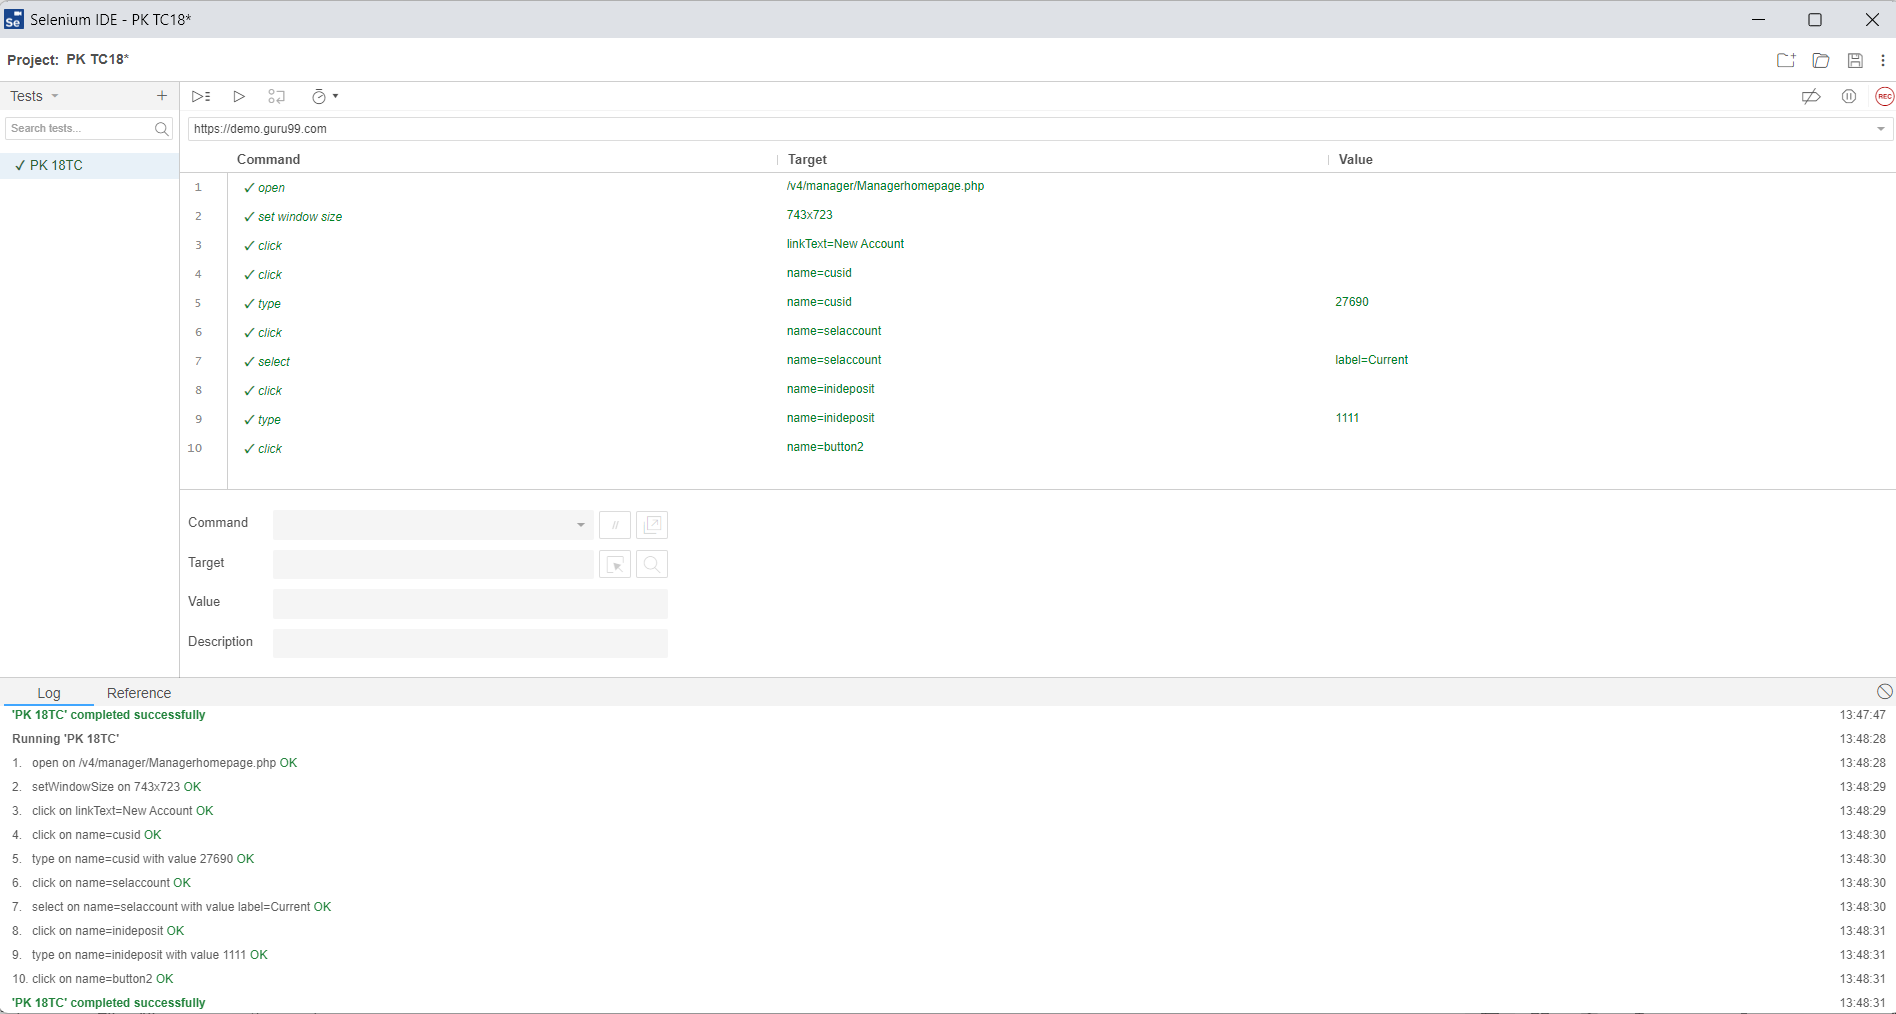 Se Selenium IDE - PK TC18*
Project: PK TC18*
Tests
Search tests...
✓ PK 18TC
https://demo.guru99.com
Command Target Value
1 ✓ open /v4/manager/Managerhomepage.php
2 ✓ set window size 743x723
3 ✓ click linkText=New Account
4 ✓ click name=cusid
5 ✓ type name=cusid 27690
6 ✓ click name=selaccount
7 ✓ select name=selaccount label=Current
8 ✓ click name=inideposit
9 ✓ type name=inideposit 1111
10 ✓ click name=button2
REC
Command //
Target
Value
Description
Log Reference
'PK 18TC' completed successfully 13:47:47
Running 'PK 18TC' 13:48:28
1. open on /v4/manager/Managerhomepage.php OK 13:48:28
2. setWindowSize on 743x723 OK 13:48:29
3. click on linkText=New Account OK 13:48:29
4. click on name=cusid OK 13:48:30
5. type on name=cusid with value 27690 OK 13:48:30
6. click on name=selaccount OK 13:48:30
7. select on name=selaccount with value label=Current OK 13:48:30
8. click on name=inideposit OK 13:48:31
9. type on name=inideposit with value 1111 OK 13:48:31
10. click on name=button2 OK 13:48:31
'PK 18TC' completed successfully 13:48:31